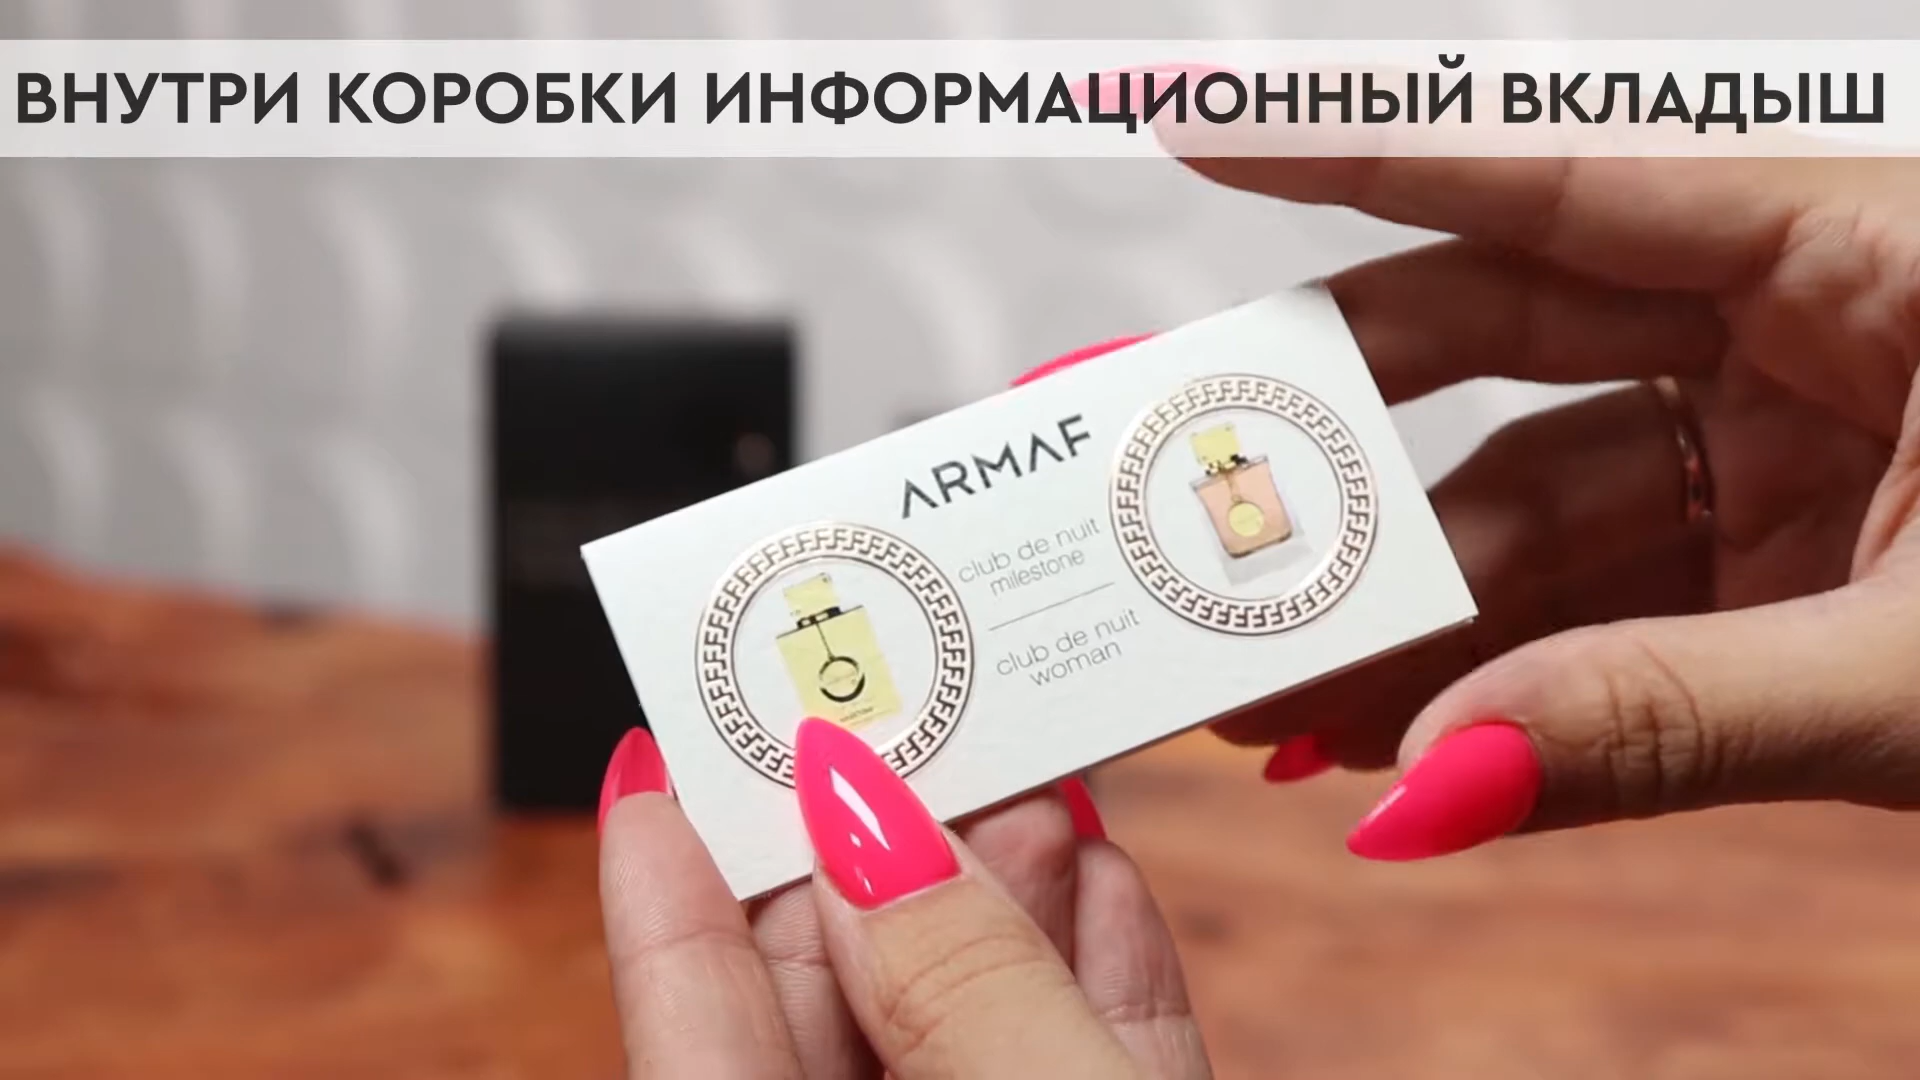 ВНУТРИ КОРОБКИ ИНФОРМАЦИОННЫЙ ВКЛАДЫШ
ARMAF
club de nuit
milestone
club de nuit
woman